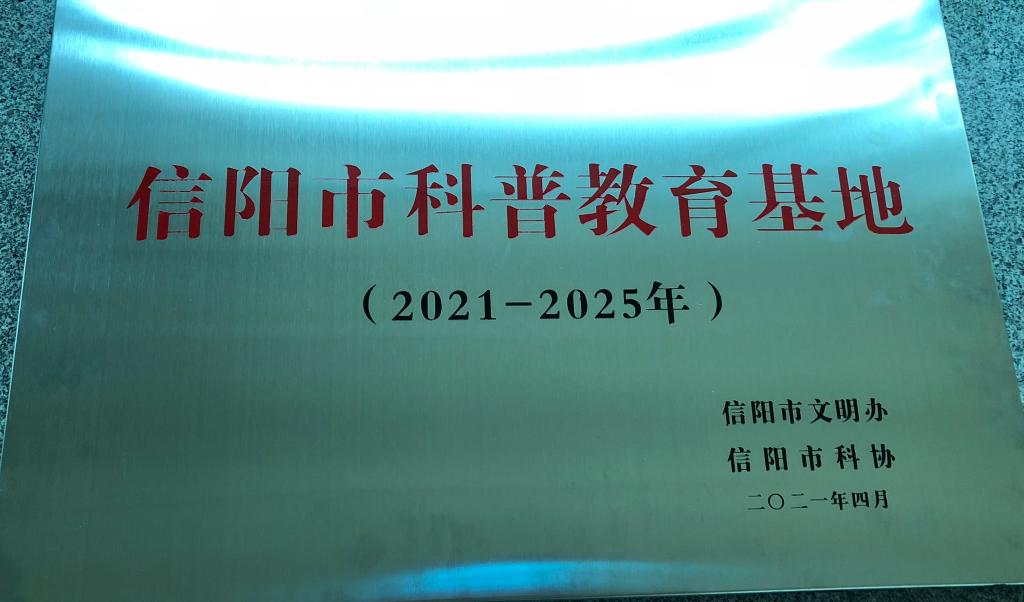 信阳市科普教育基地
（2021-2025年）
信阳市文明办
信阳市科协
二〇二一年四月